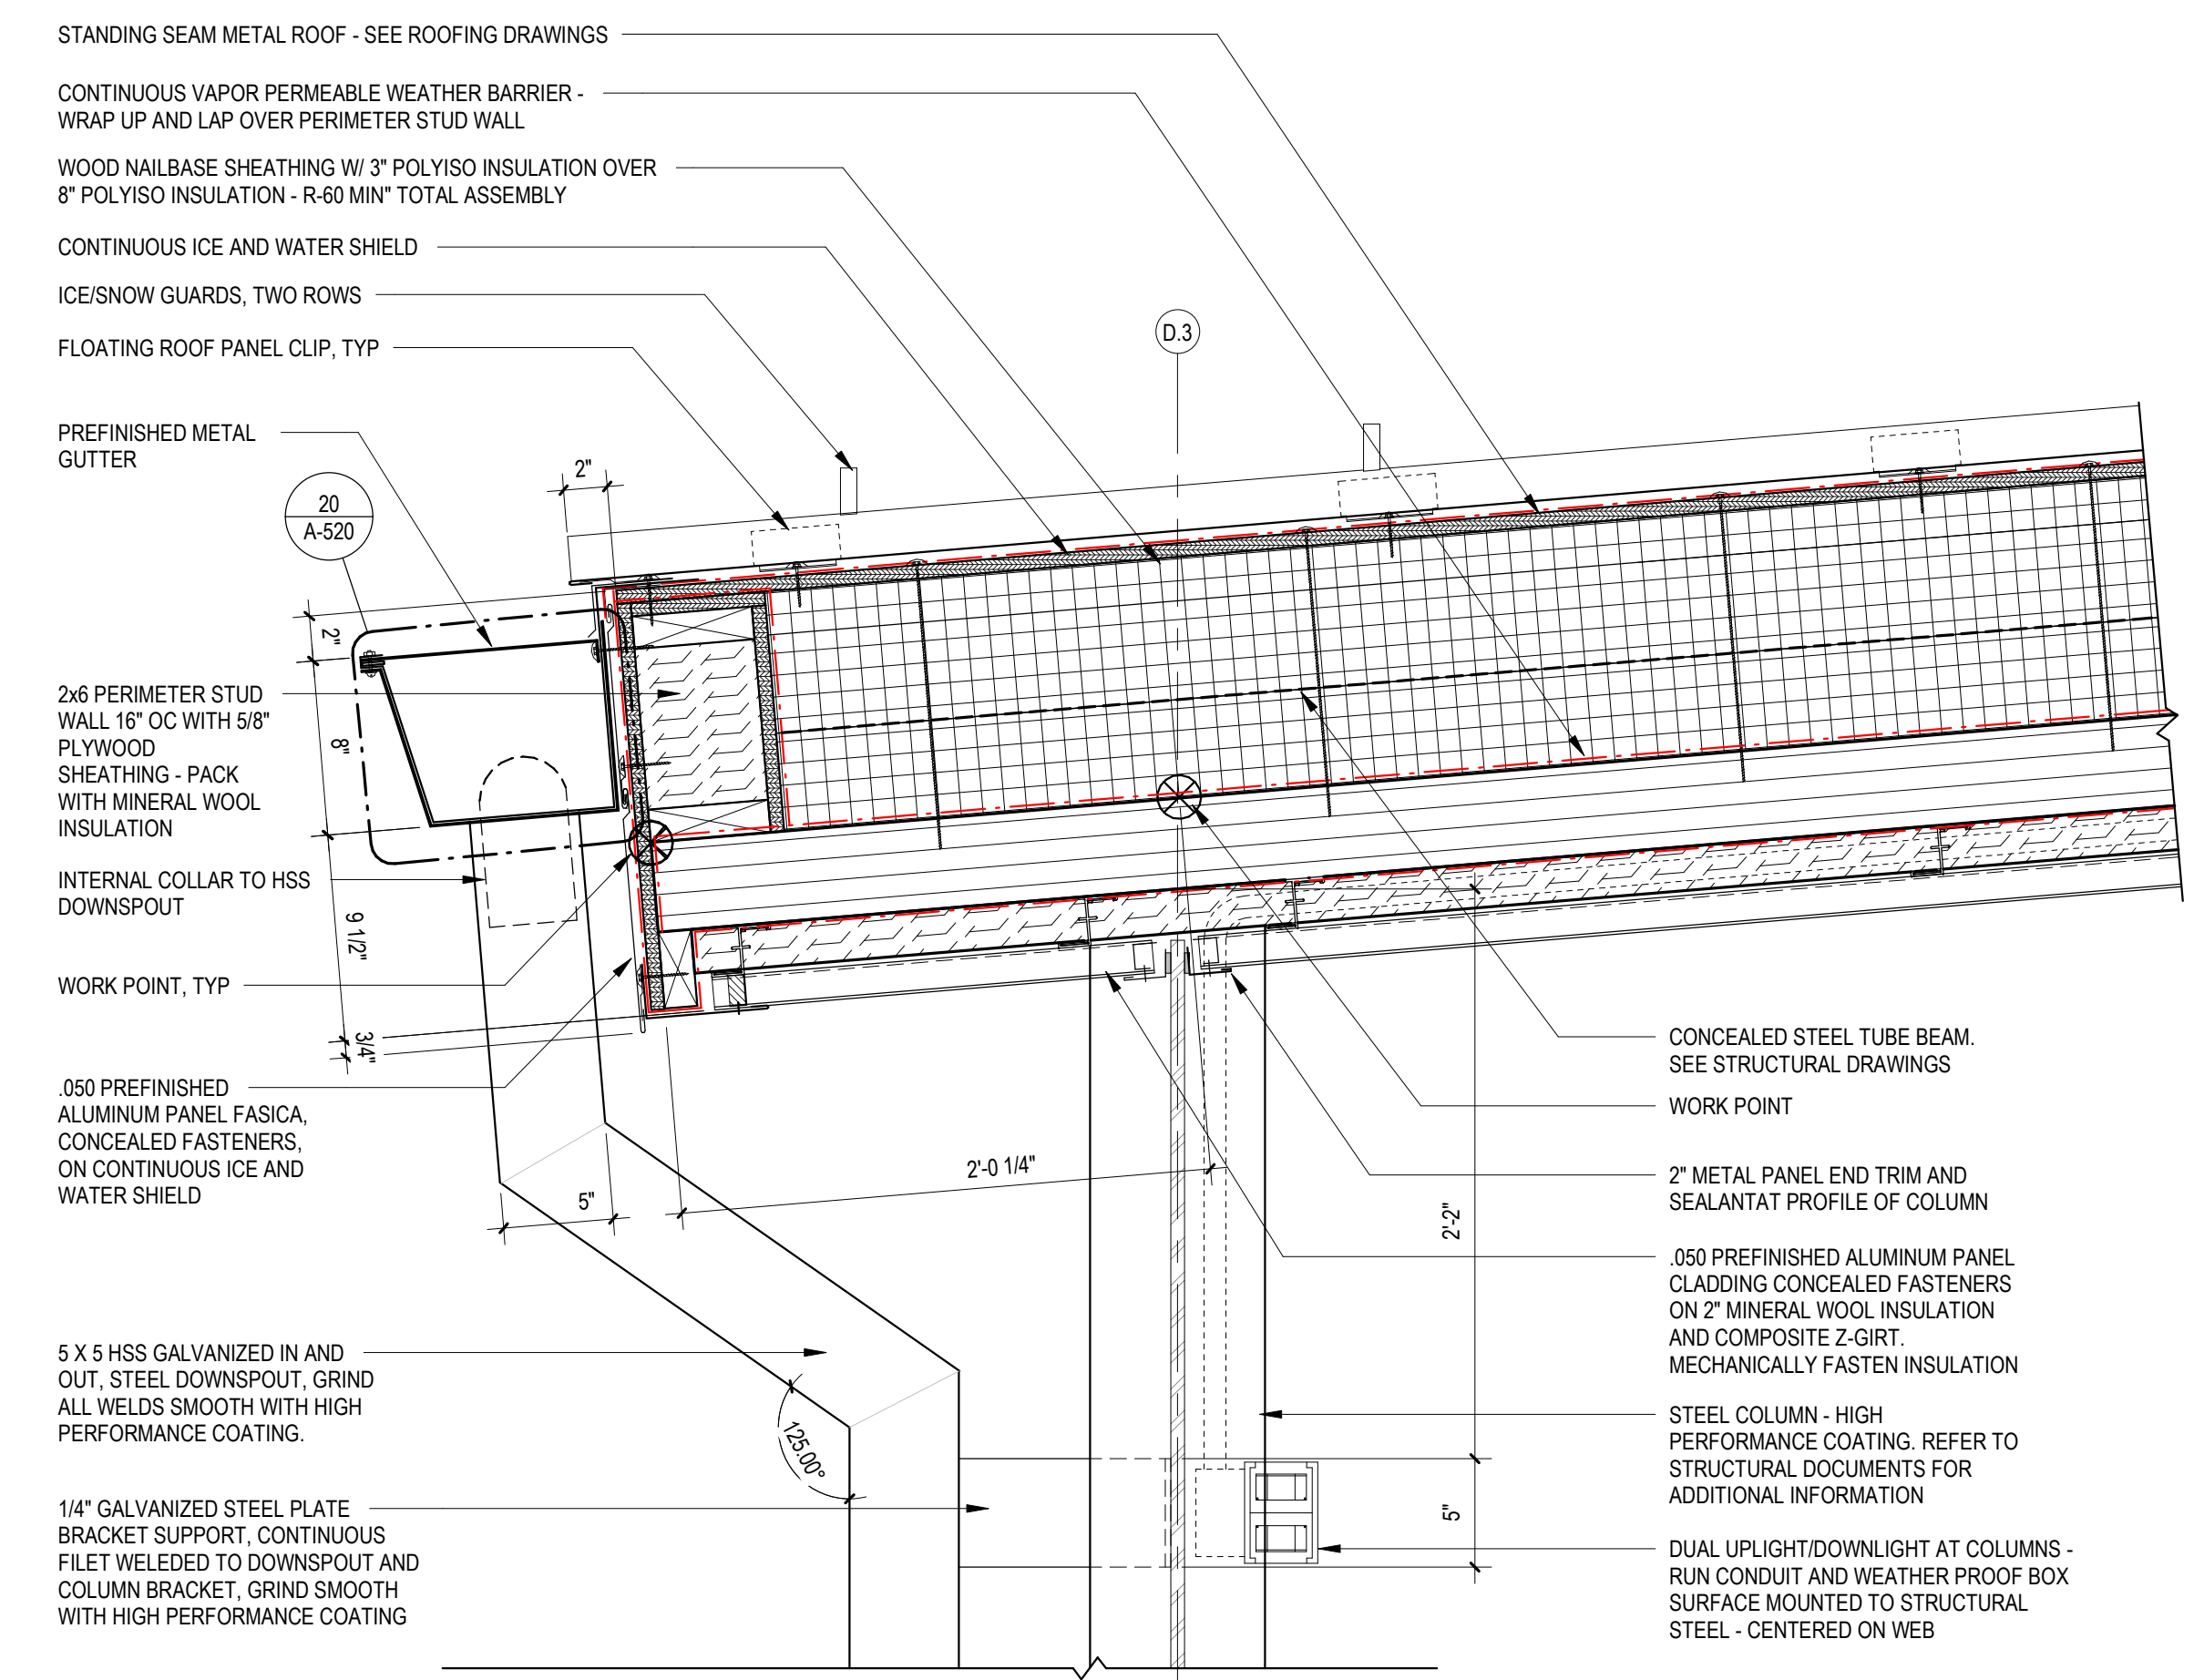 STANDING SEAM METAL ROOF - SEE ROOFING DRAWINGS
CONTINUOUS VAPOR PERMEABLE WEATHER BARRIER -
WRAP UP AND LAP OVER PERIMETER STUD WALL
WOOD NAILBASE SHEATHING W/ 3" POLYISO INSULATION OVER
8" POLYISO INSULATION - R-60 MIN" TOTAL ASSEMBLY
CONTINUOUS ICE AND WATER SHIELD
ICE/SNOW GUARDS, TWO ROWS
FLOATING ROOF PANEL CLIP, TYP
PREFINISHED METAL
GUTTER
20
A-520
2"
D.3
2"
8"
9 1/2"
3/4"
2x6 PERIMETER STUD
WALL 16" OC WITH 5/8"
PLYWOOD
SHEATHING - PACK
WITH MINERAL WOOL
INSULATION
INTERNAL COLLAR TO HSS
DOWNSPOUT
WORK POINT, TYP
.050 PREFINISHED
ALUMINUM PANEL FASICA,
CONCEALED FASTENERS,
ON CONTINUOUS ICE AND
WATER SHIELD
5"
2'-0 1/4"
5 X 5 HSS GALVANIZED IN AND
OUT, STEEL DOWNSPOUT, GRIND
ALL WELDS SMOOTH WITH HIGH
PERFORMANCE COATING.
125.00°
1/4" GALVANIZED STEEL PLATE
BRACKET SUPPORT, CONTINUOUS
FILET WELEDED TO DOWNSPOUT AND
COLUMN BRACKET, GRIND SMOOTH
WITH HIGH PERFORMANCE COATING
2'-2"
5"
CONCEALED STEEL TUBE BEAM.
SEE STRUCTURAL DRAWINGS
WORK POINT
2" METAL PANEL END TRIM AND
SEALANTAT PROFILE OF COLUMN
.050 PREFINISHED ALUMINUM PANEL
CLADDING CONCEALED FASTENERS
ON 2" MINERAL WOOL INSULATION
AND COMPOSITE Z-GIRT.
MECHANICALLY FASTEN INSULATION
STEEL COLUMN - HIGH
PERFORMANCE COATING. REFER TO
STRUCTURAL DOCUMENTS FOR
ADDITIONAL INFORMATION
DUAL UPLIGHT/DOWNLIGHT AT COLUMNS -
RUN CONDUIT AND WEATHER PROOF BOX
SURFACE MOUNTED TO STRUCTURAL
STEEL - CENTERED ON WEB